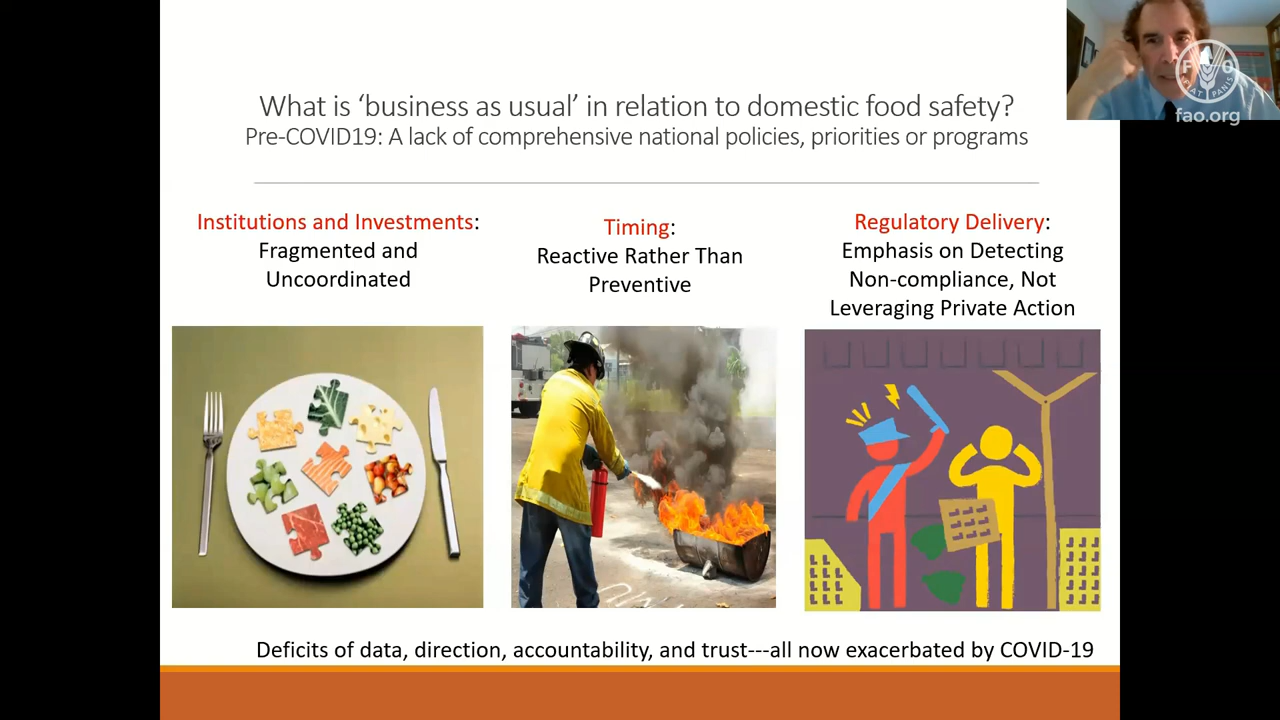 What is ‘business as usual’ in relation to domestic food safety?
Pre-COVID19: A lack of comprehensive national policies, priorities or programs
Institutions and Investments:
Fragmented and
Uncoordinated
Timing:
Reactive Rather Than
Preventive
Regulatory Delivery:
Emphasis on Detecting
Non-compliance, Not
Leveraging Private Action
Deficits of data, direction, accountability, and trust---all now exacerbated by COVID-19
F A O
FIAT PANIS
fao.org